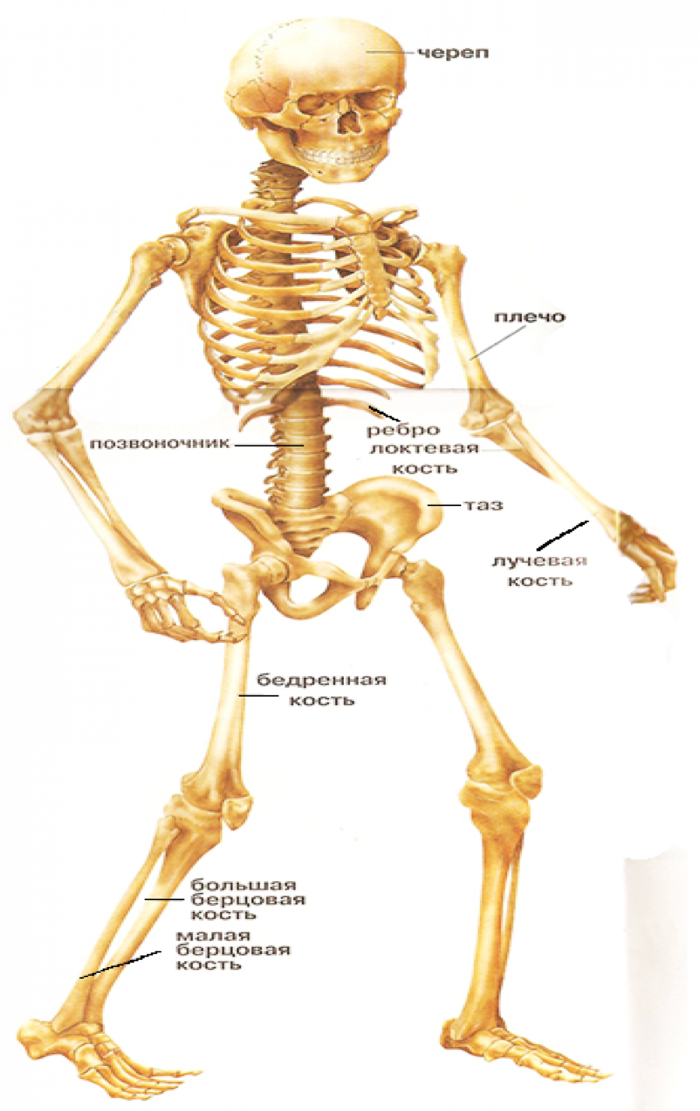 череп
плечо
ребро
позвоночник
локтевая
кость
таз
лучевая
кость
бедренная
кость
большая
берцовая
кость
малая
берцовая
кость